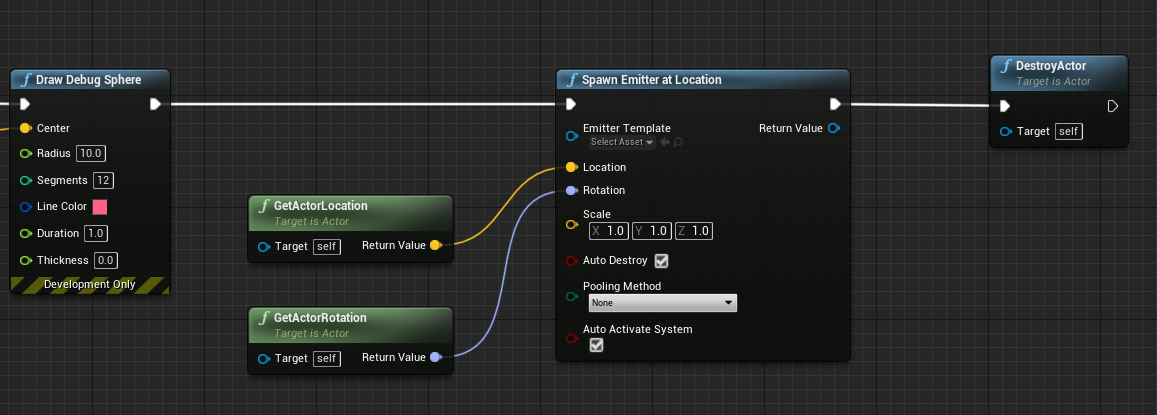 f Draw Debug Sphere
Center
Radius 10.0
Segments 12
Line Color
Duration 1.0
Thickness 0.0
Development Only
f GetActorLocation
Target is Actor
Target self Return Value
f GetActorRotation
Target is Actor
Target self Return Value
f Spawn Emitter at Location
Emitter Template Return Value
Select Asset
Location
Rotation
Scale
X 1.0 Y 1.0 Z 1.0
Auto Destroy
Pooling Method
None
Auto Activate System
f DestroyActor
Target is Actor
Target self